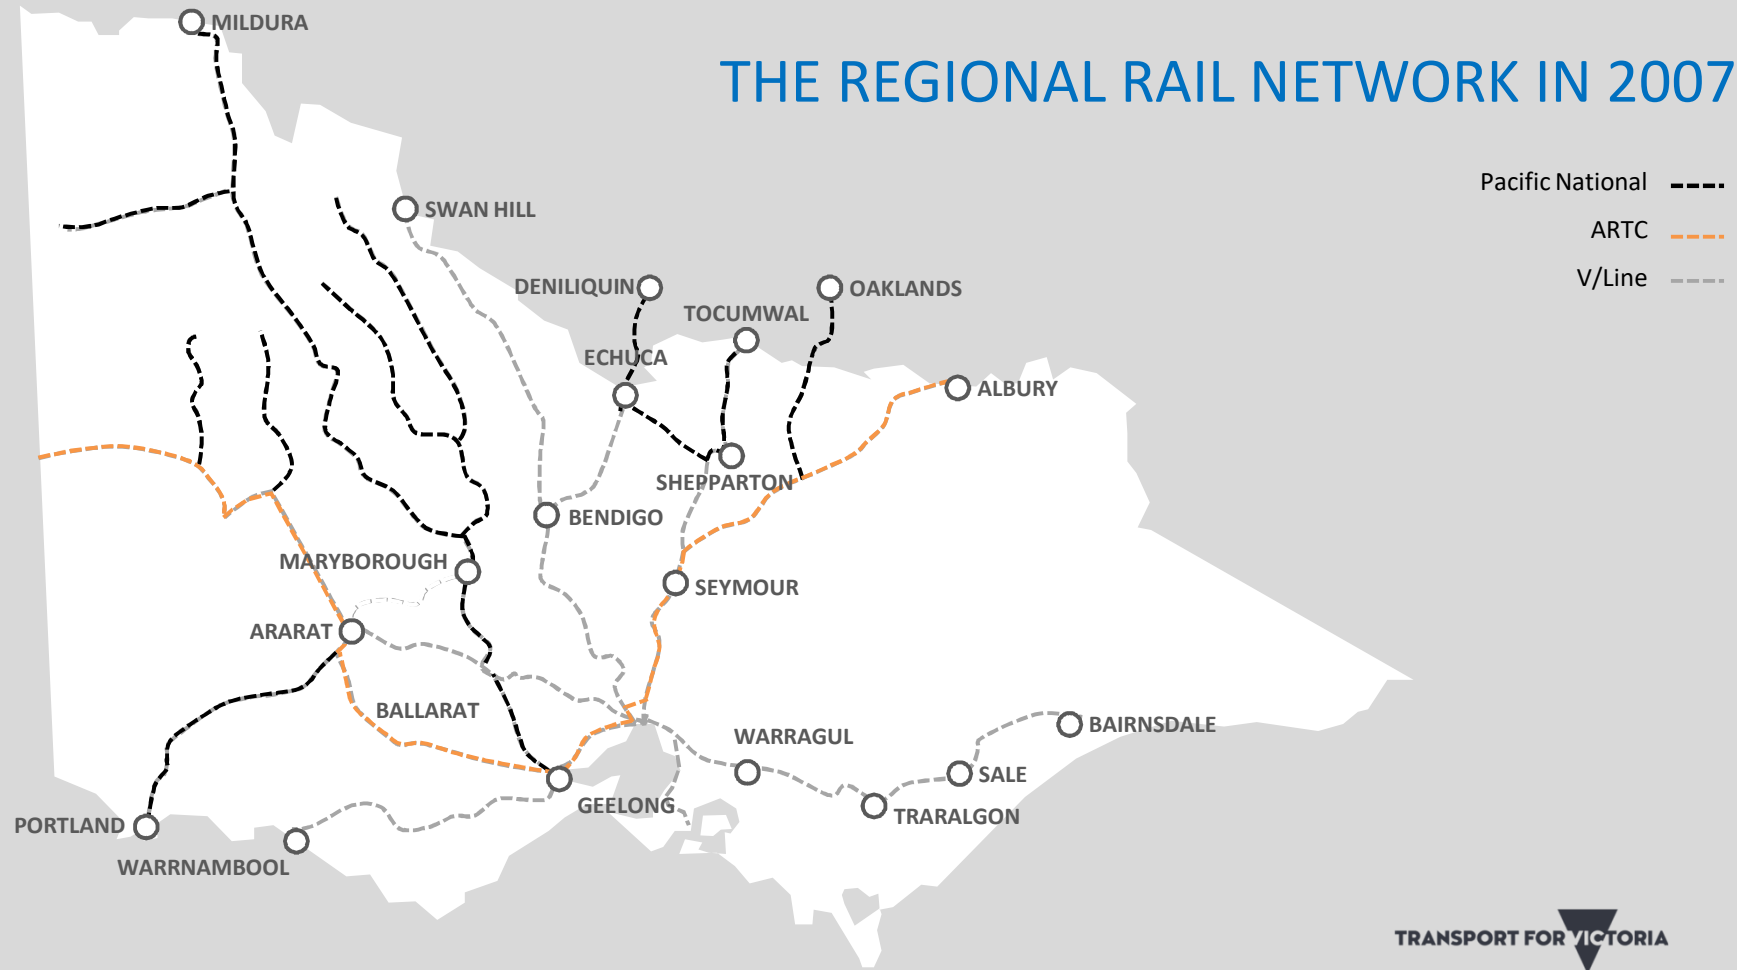 MILDURA
THE REGIONAL RAIL NETWORK IN 2007
Pacific National
SWAN HILL
ARTC
V/Line
DENILIQUIN
OAKLANDS
TOCUMWAL
ECHUCA
ALBURY
SHEPPARTON
BENDIGO
MARYBOROUGH
SEYMOUR
ARARAT
BALLARAT
BAIRNSDALE
WARRAGUL
SALE
GEELONG
TRARALGON
PORTLAND
WARRNAMBOOL
TRANSPORT FOR VICTORIA